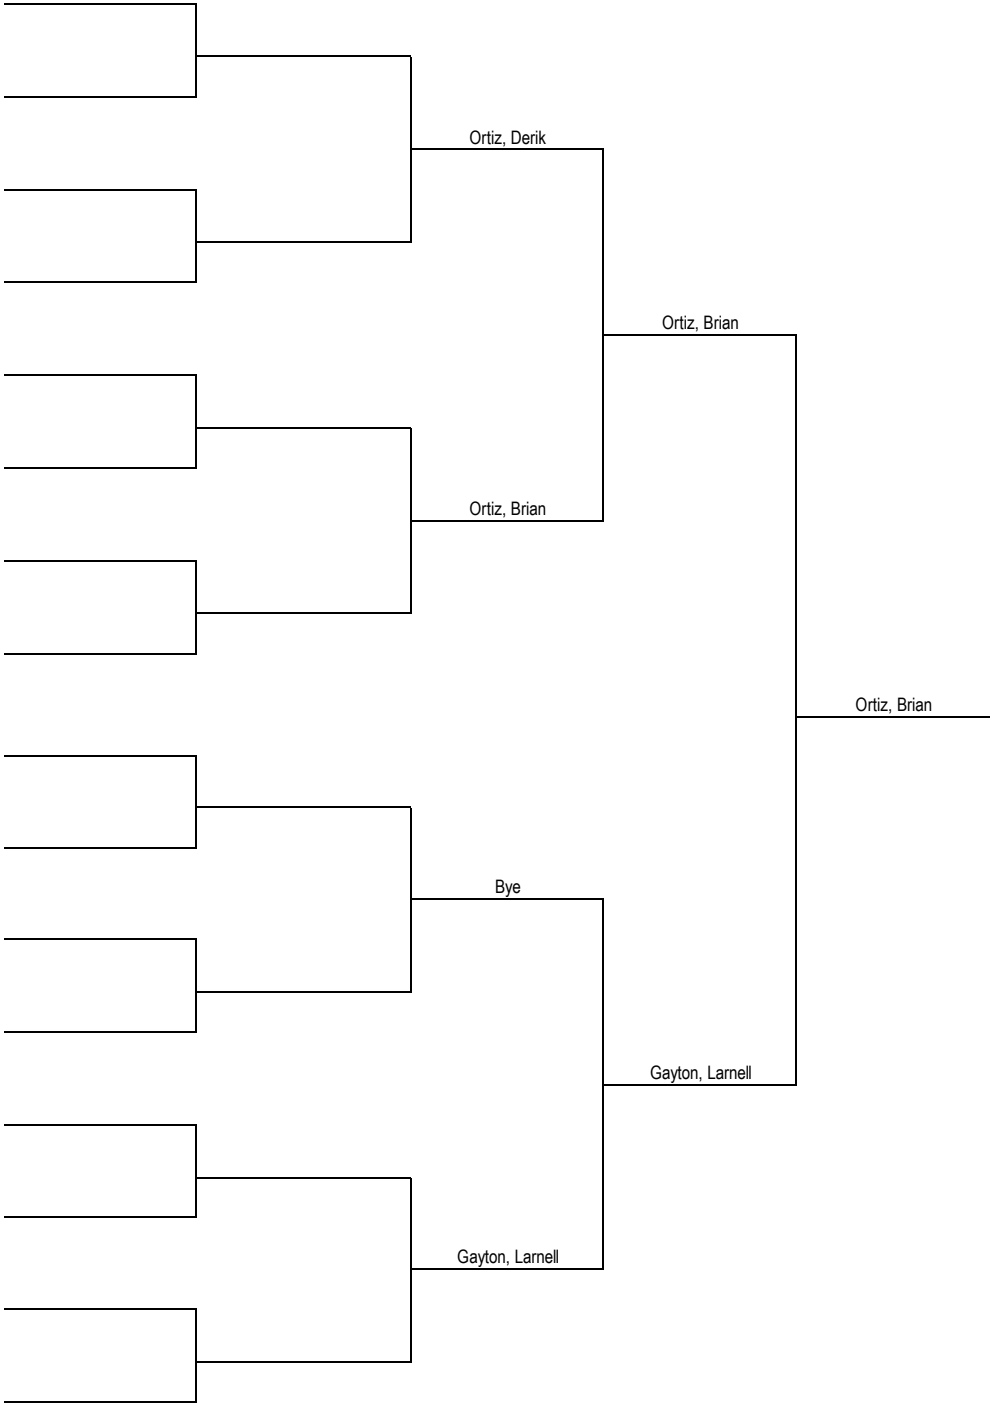 Ortiz, Derik
Ortiz, Brian
Ortiz, Brian
Ortiz, Brian
Bye
Gayton, Larnell
Gayton, Larnell